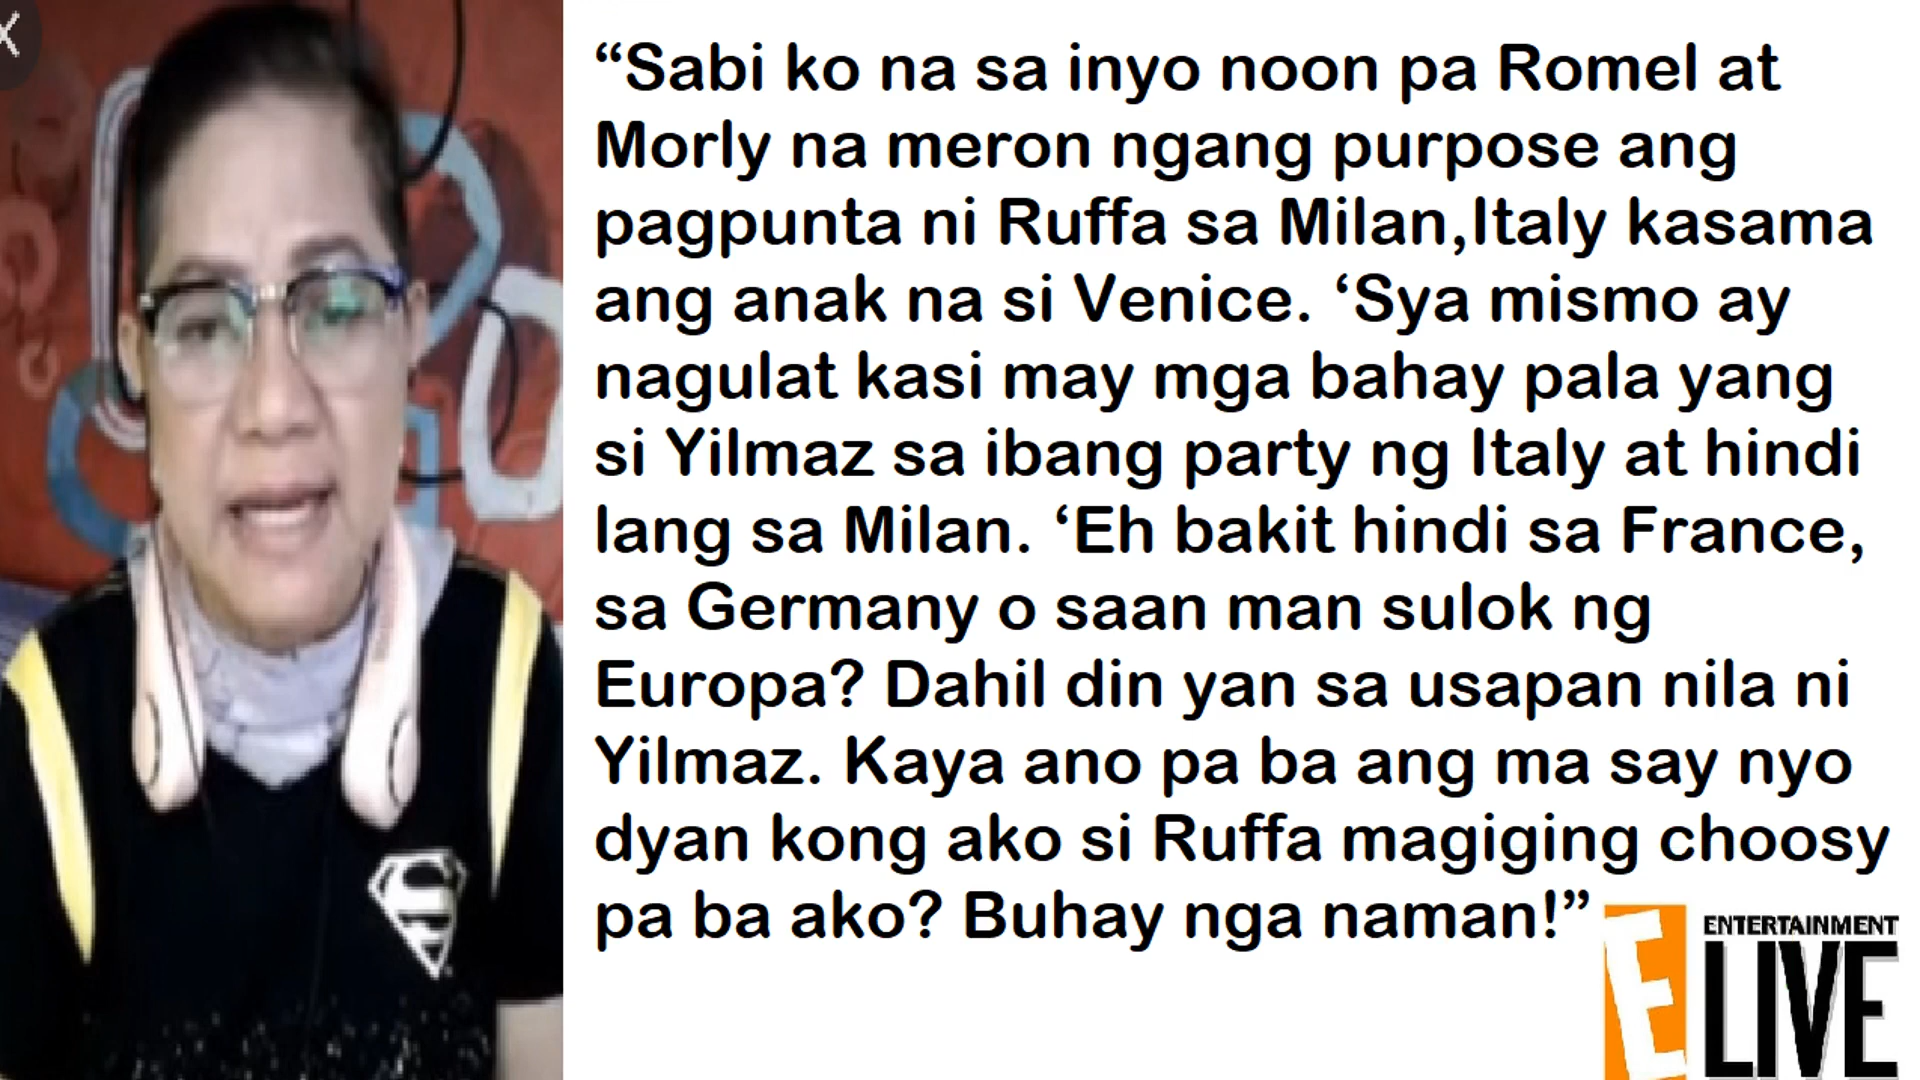 “Sabi ko na sa inyo noon pa Romel at
Morly na meron ngang purpose ang
pagpunta ni Ruffa sa Milan,Italy kasama
ang anak na si Venice. ‘Sya mismo ay
nagulat kasi may mga bahay pala yang
si Yilmaz sa ibang party ng Italy at hindi
lang sa Milan. ‘Eh bakit hindi sa France,
sa Germany o saan man sulok ng
Europa? Dahil din yan sa usapan nila ni
Yilmaz. Kaya ano pa ba ang ma say nyo
dyan kong ako si Ruffa magiging choosy
pa ba ako? Buhay nga naman!”
E
ENTERTAINMENT
LIVE